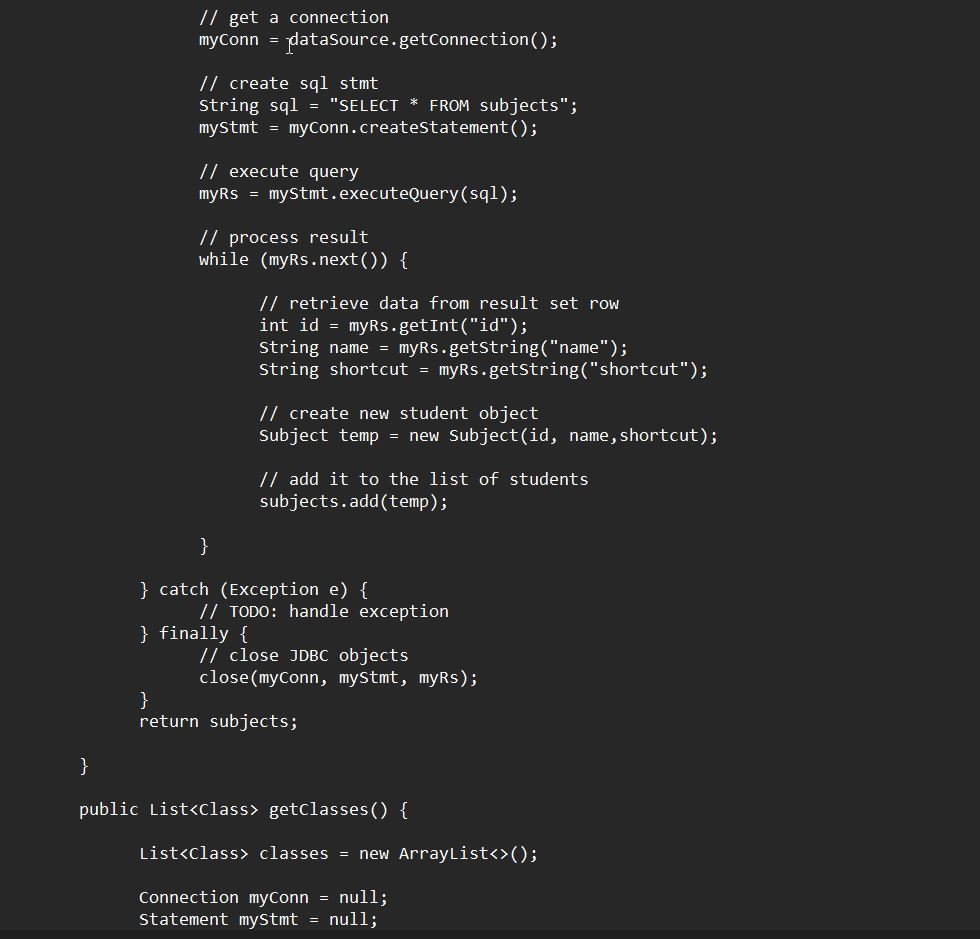 // get a connection
myConn = dataSource.getConnection();
// create sql stmt
String sql = "SELECT * FROM subjects";
myStmt = myConn.createStatement();
// execute query
myRs = myStmt.executeQuery(sql);
// process result
while (myRs.next()) {
// retrieve data from result set row
int id = myRs.getInt("id");
String name = myRs.getString("name");
String shortcut = myRs.getString("shortcut");
// create new student object
Subject temp = new Subject(id, name,shortcut);
// add it to the list of students
subjects.add(temp);
}
} catch (Exception e) {
// TODO: handle exception
} finally {
// close JDBC objects
close(myConn, myStmt, myRs);
}
return subjects;
}
public List<Class> getClasses() {
List<Class> classes = new ArrayList<>();
Connection myConn = null;
Statement myStmt = null;